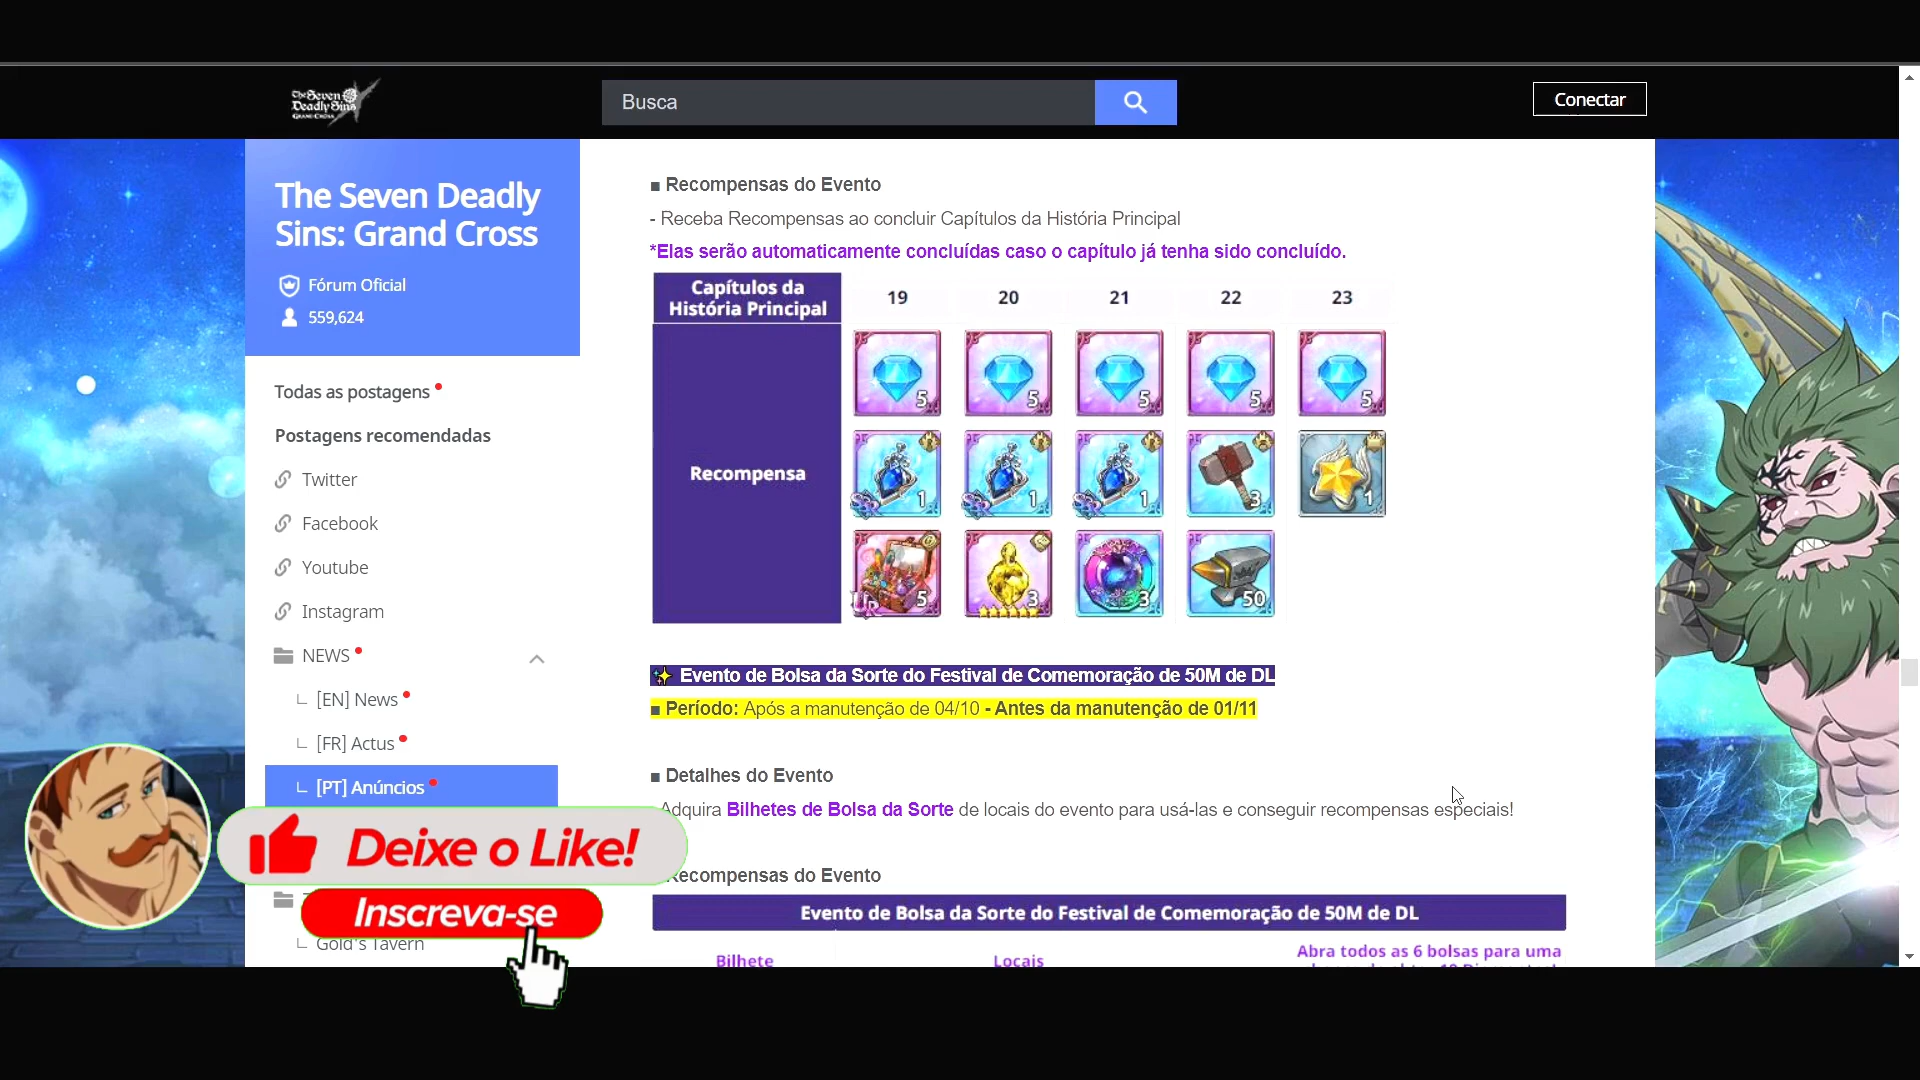 The Seven
Deadly Sins
GRAND CROSS
Busca
Conectar
The Seven Deadly
Sins: Grand Cross
Fórum Oficial
559,624
Todas as postagens
Postagens recomendadas
Twitter
Facebook
Youtube
Instagram
NEWS
[EN] News
[FR] Actus
[PT] Anúncios
Gold's Tavern
■ Recompensas do Evento
- Receba Recompensas ao concluir Capítulos da História Principal
*Elas serão automaticamente concluídas caso o capítulo já tenha sido concluído.
Capítulos da
História Principal
19 20 21 22 23
Recompensa
5 5 5 5 5
1 1 1 3 1
UR 5 3 3 50
✨ Evento de Bolsa da Sorte do Festival de Comemoração de 50M de DL
■ Período: Após a manutenção de 04/10 - Antes da manutenção de 01/11
■ Detalhes do Evento
Adquira Bilhetes de Bolsa da Sorte de locais do evento para usá-las e conseguir recompensas especiais!
Recompensas do Evento
Evento de Bolsa da Sorte do Festival de Comemoração de 50M de DL
Bilhete
Locais
Abra todos as 6 bolsas para uma
Deixe o Like!
Inscreva-se